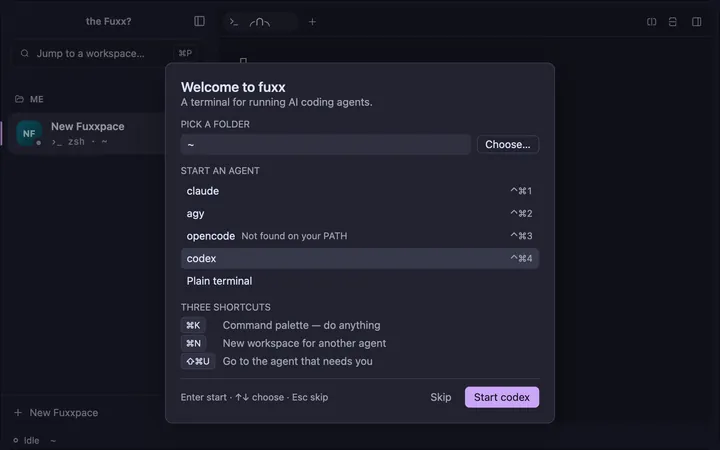 the Fuxx?
Jump to a workspace... ⌘P
ME
NF New Fuxxpace
›_ zsh - ~
Welcome to fuxx
A terminal for running AI coding agents.
PICK A FOLDER
~ Choose...
START AN AGENT
claude ^⌘1
agy ^⌘2
opencode Not found on your PATH ^⌘3
codex ^⌘4
Plain terminal
THREE SHORTCUTS
⌘K Command palette — do anything
⌘N New workspace for another agent
⇧⌘U Go to the agent that needs you
Enter start · ↑↓ choose · Esc skip Skip Start codex
+ New Fuxxpace
Idle ~